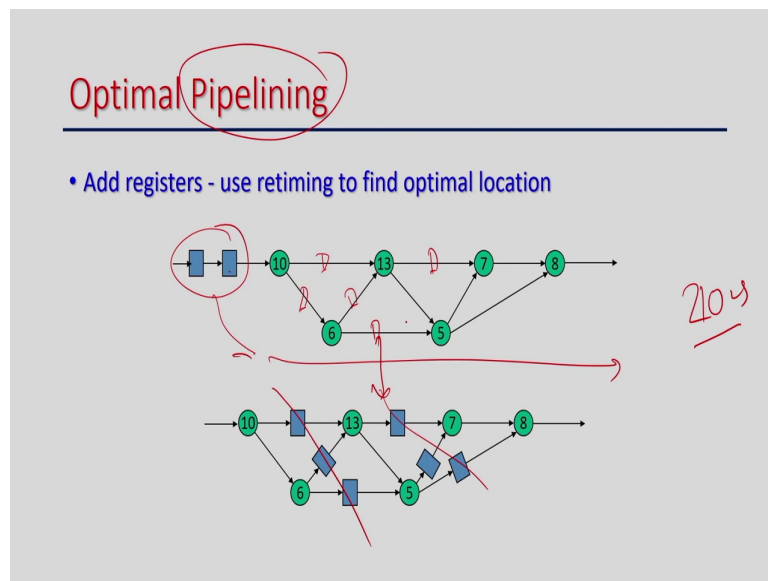 Optimal Pipelining
• Add registers - use retiming to find optimal location
D D
10 13 7 8
D D
D
6 5
10 13 7 8
6 5